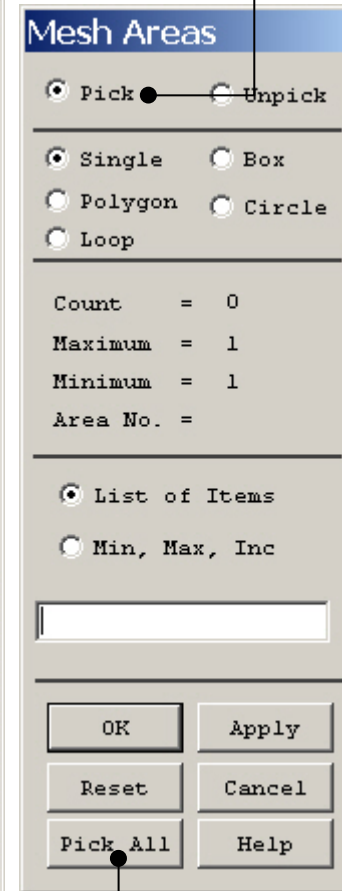 Mesh Areas
Pick Unpick
Single Box
Polygon Circle
Loop
Count = 0
Maximum = 1
Minimum = 1
Area No. =
List of Items
Min, Max, Inc
OK Apply
Reset Cancel
Pick All Help